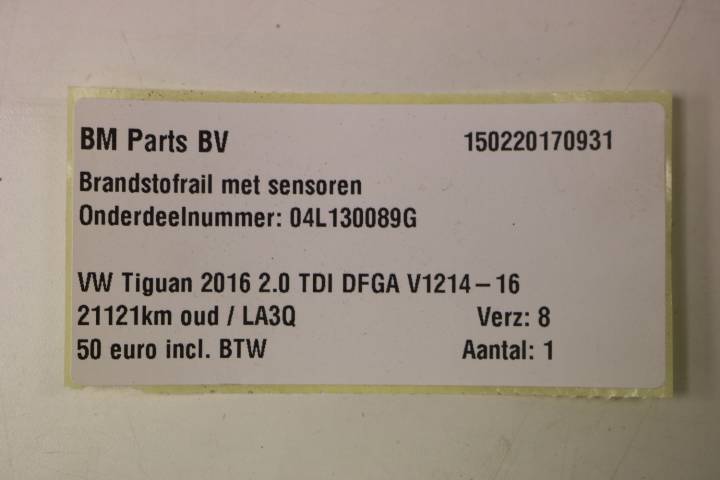 BM Parts BV 150220170931
Brandstofrail met sensoren
Onderdeelnummer: 04L130089G
VW Tiguan 2016 2.0 TDI DFGA V1214-16
21121km oud / LA3Q Verz: 8
50 euro incl. BTW Aantal: 1